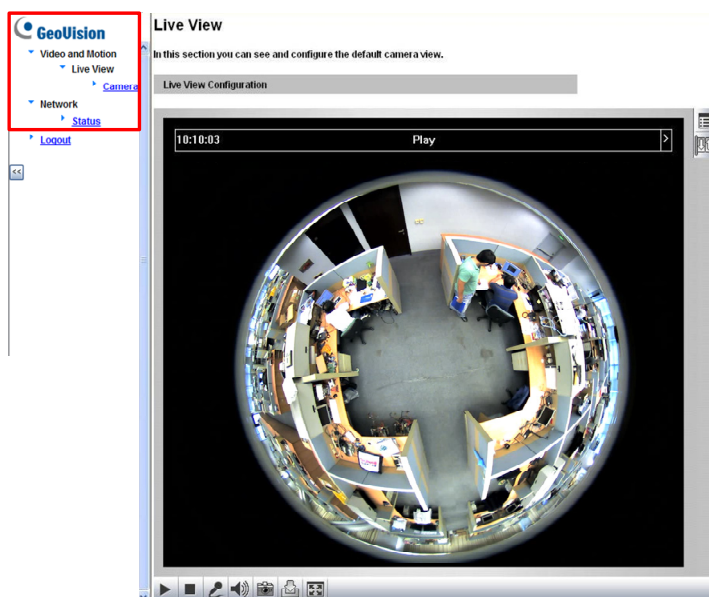 GeoVision
Video and Motion
Live View
Camera
Network
Status
Logout
<<
Live View
In this section you can see and configure the default camera view.
Live View Configuration
10:10:03 Play >